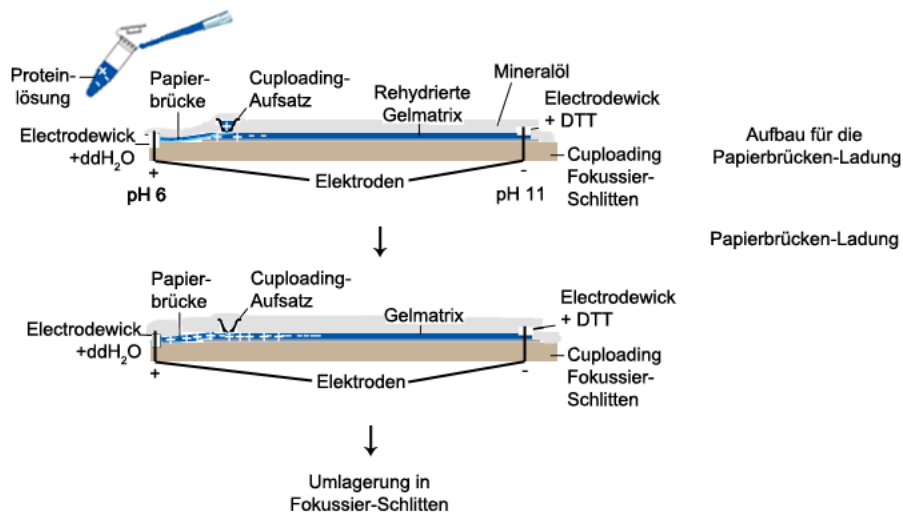 Protein-
lösung
Papier-
brücke
Cuploading-
Aufsatz
Rehydrierte
Gelmatrix
Mineralöl
Electrodewick
+ DTT
Electrodewick
+ddH₂O
Elektroden
Cuploading
Fokussier-
Schlitten
+
-
pH 6
pH 11
Aufbau für die
Papierbrücken-Ladung
Papierbrücken-Ladung
Papier-
brücke
Cuploading-
Aufsatz
Gelmatrix
Electrodewick
+ DTT
Electrodewick
+ddH₂O
Elektroden
Cuploading
Fokussier-
Schlitten
+
-
Umlagerung in
Fokussier-Schlitten